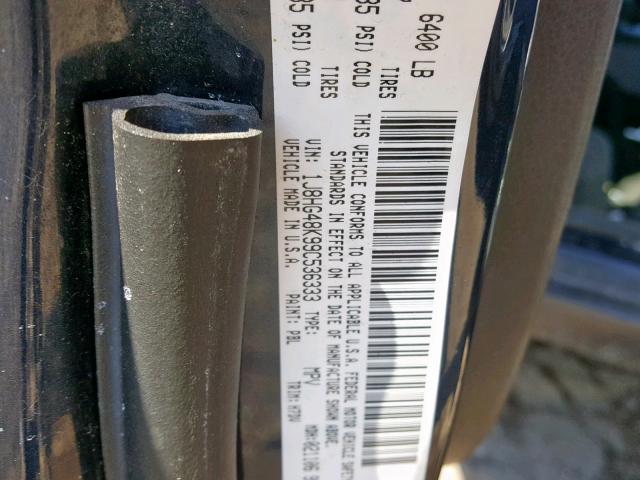 6400 LB
TIRES
35 PSI) COLD
TIRES
35 PSI) COLD
THIS VEHICLE CONFORMS TO ALL APPLICABLE U.S.A. FEDERAL MOTOR VEHICLE SAFETY
STANDARDS IN EFFECT ON THE DATE OF MANUFACTURE SHOWN ABOVE.
VIN: 1J8HG48K99C536333 TYPE: MPV
VEHICLE MADE IN U.S.A. PAINT: PBL TRIM: